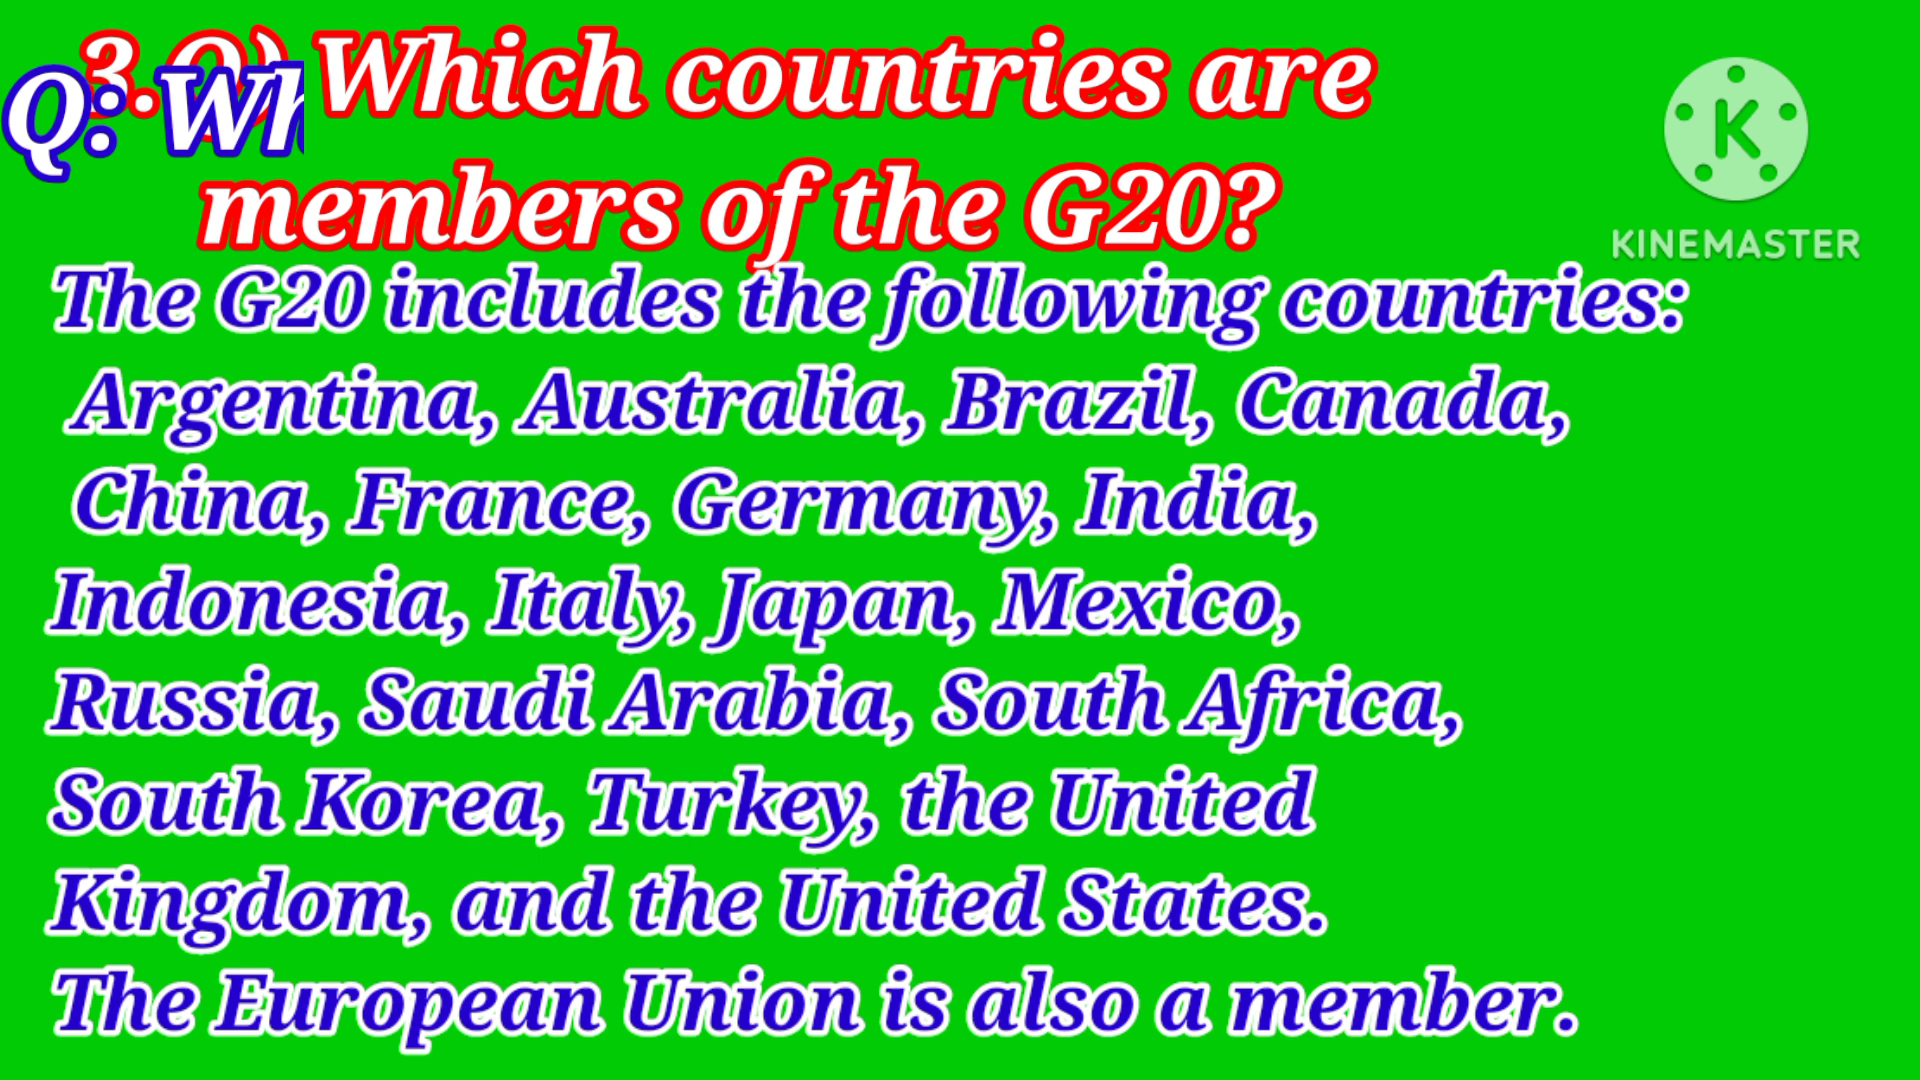 3.Q) Which countries are
Q: Wh
members of the G20?
K
KINEMASTER
The G20 includes the following countries:
Argentina, Australia, Brazil, Canada,
China, France, Germany, India,
Indonesia, Italy, Japan, Mexico,
Russia, Saudi Arabia, South Africa,
South Korea, Turkey, the United
Kingdom, and the United States.
The European Union is also a member.